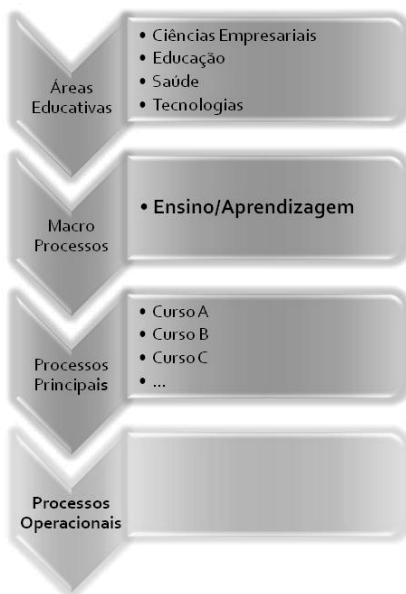 Áreas
Educativas
• Ciências Empresariais
• Educação
• Saúde
• Tecnologias
Macro
Processos
• Ensino/Aprendizagem
Processos
Principais
• Curso A
• Curso B
• Curso C
• ...
Processos
Operacionais